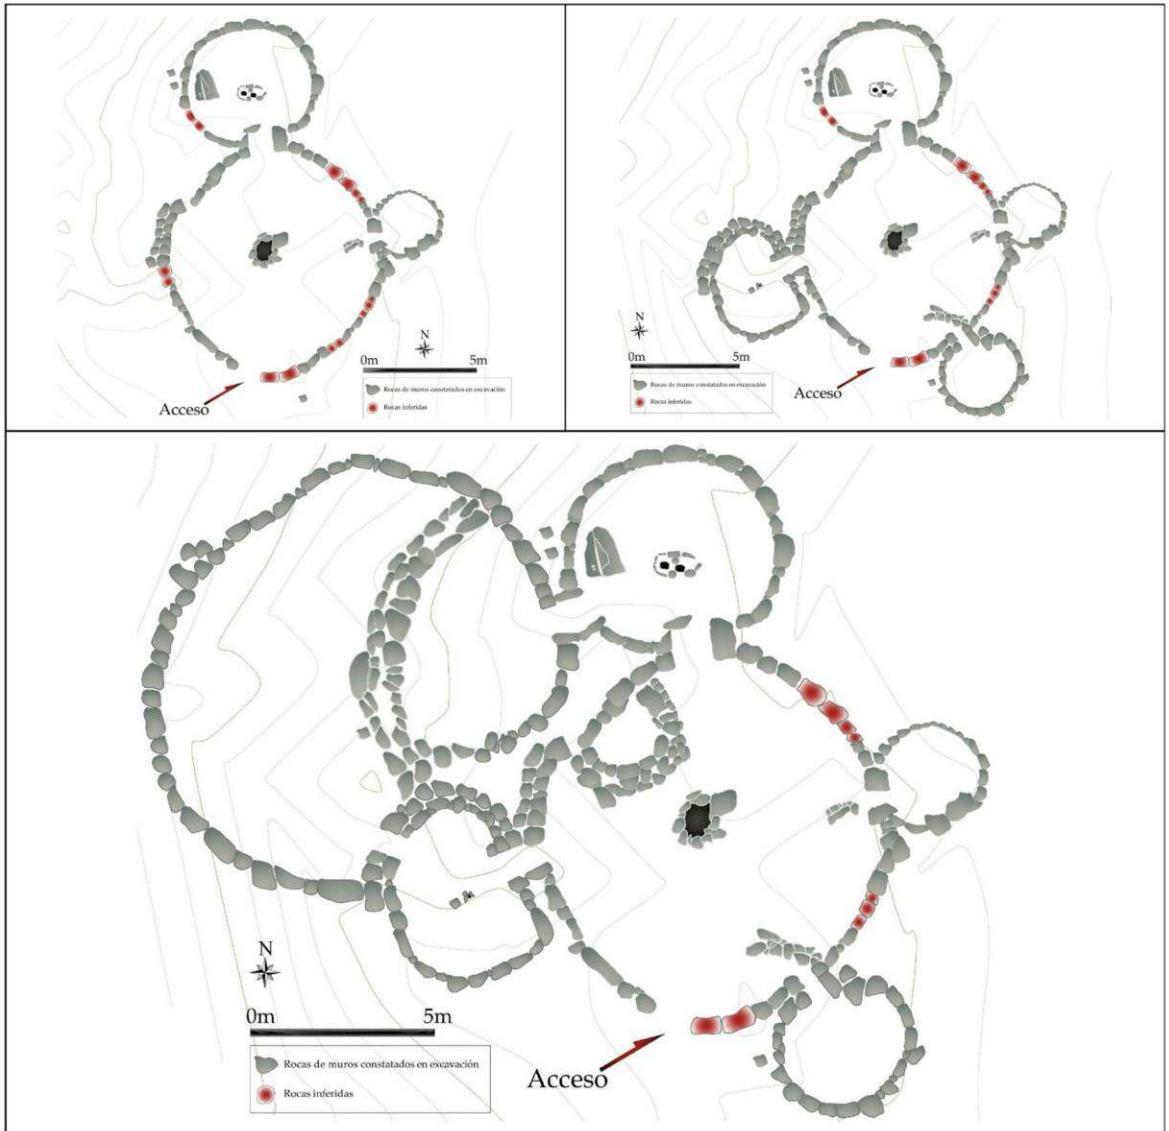 N
0m 5m
Rocas de muros constatados en excavación
Rocas inferidas
Acceso
N
0m 5m
Rocas de muros constatados en excavación
Rocas inferidas
Acceso
N
0m 5m
Rocas de muros constatados en excavación
Rocas inferidas
Acceso